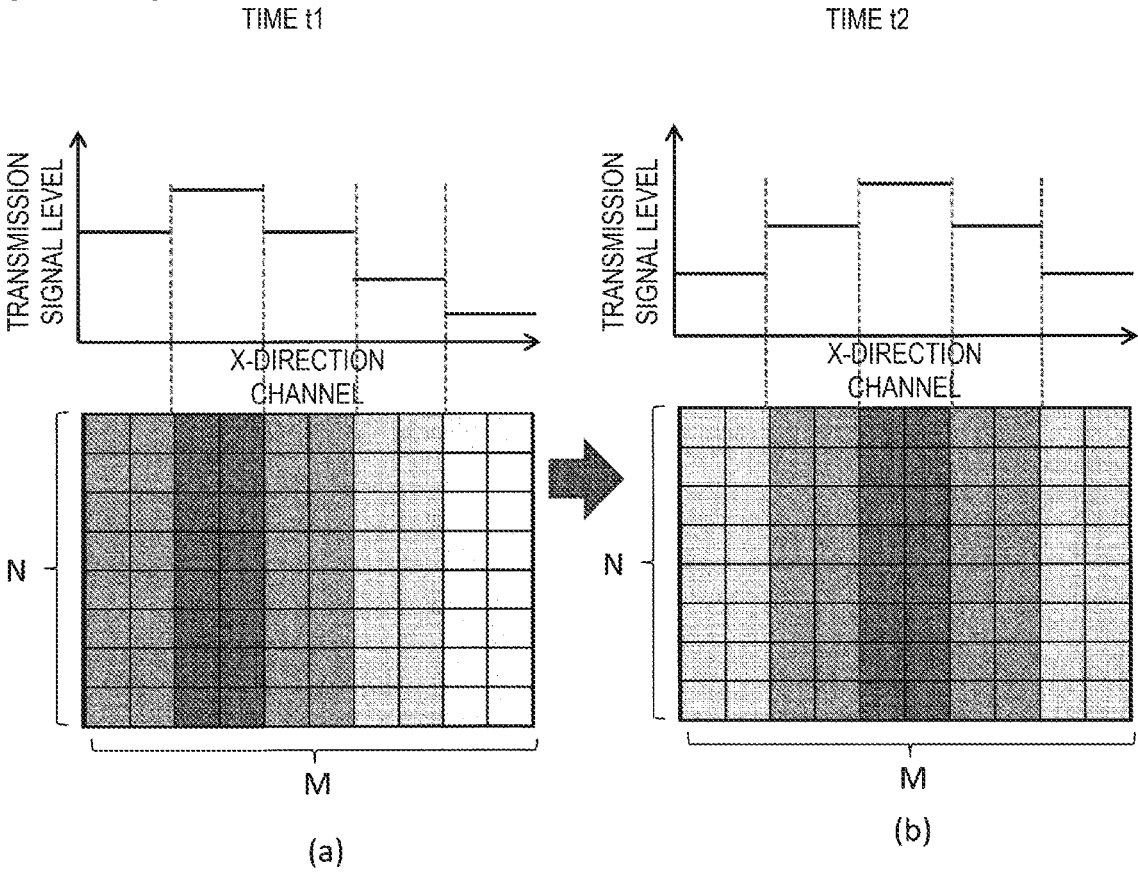 TIME t1
TIME t2
TRANSMISSION
SIGNAL LEVEL
X-DIRECTION
CHANNEL
TRANSMISSION
SIGNAL LEVEL
X-DIRECTION
CHANNEL
N
M
(a)
N
M
(b)